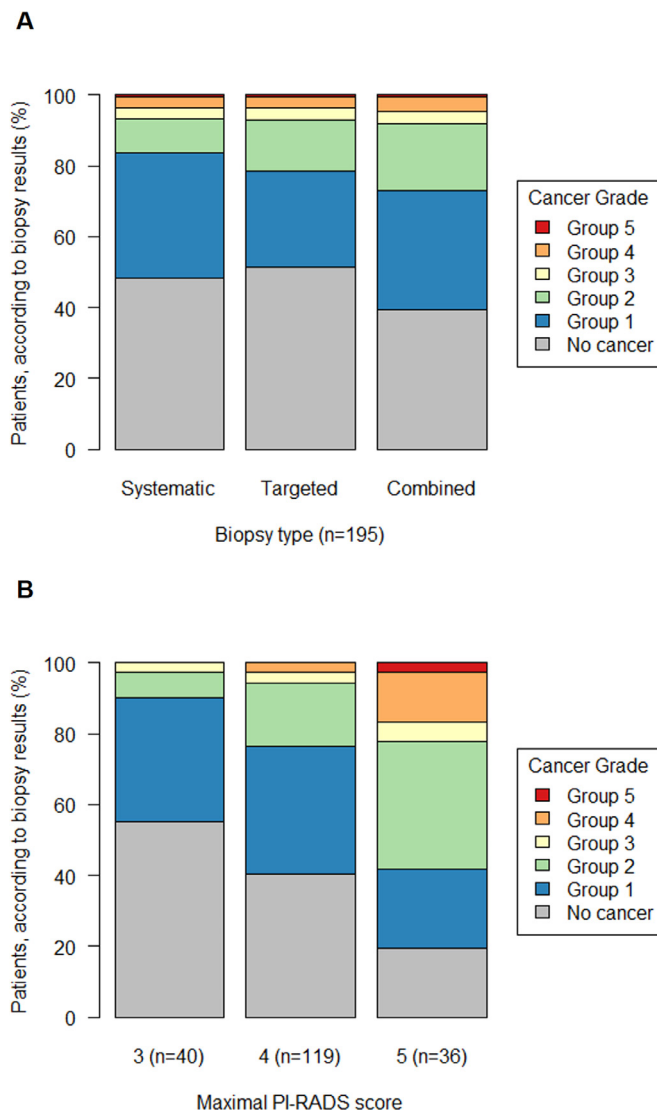 A
Patients, according to biopsy results (%)
100
80
60
40
20
0
Systematic Targeted Combined
Biopsy type (n=195)
Cancer Grade
Group 5
Group 4
Group 3
Group 2
Group 1
No cancer
B
Patients, according to biopsy results (%)
100
80
60
40
20
0
3 (n=40) 4 (n=119) 5 (n=36)
Maximal PI-RADS score
Cancer Grade
Group 5
Group 4
Group 3
Group 2
Group 1
No cancer